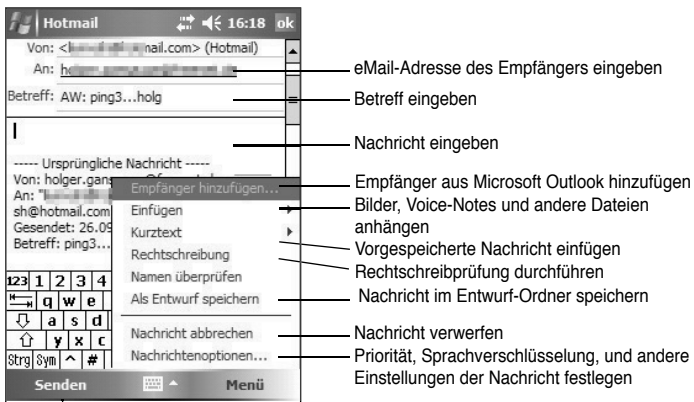 Hotmail 16:18 ok
Von: < mail.com> (Hotmail)
An:
eMail-Adresse des Empfängers eingeben
Betreff: AW: ping3...holg
Betreff eingeben
Nachricht eingeben
----- Ursprüngliche Nachricht -----
Von: holger.gans
An: "
sh@hotmail.com
Gesendet: 26.09
Betreff: ping3...
Empfänger hinzufügen...
Empfänger aus Microsoft Outlook hinzufügen
Einfügen
Bilder, Voice-Notes und andere Dateien
anhängen
Kurztext
Vorgespeicherte Nachricht einfügen
Rechtschreibung
Rechtschreibprüfung durchführen
Namen überprüfen
Als Entwurf speichern
Nachricht im Entwurf-Ordner speichern
Nachricht abbrechen
Nachricht verwerfen
Nachrichtenoptionen...
Priorität, Sprachverschlüsselung, und andere
Einstellungen der Nachricht festlegen
123 1 2 3 4
q w e
a s d
y x c
Strg Sym ^ #
Senden Menü